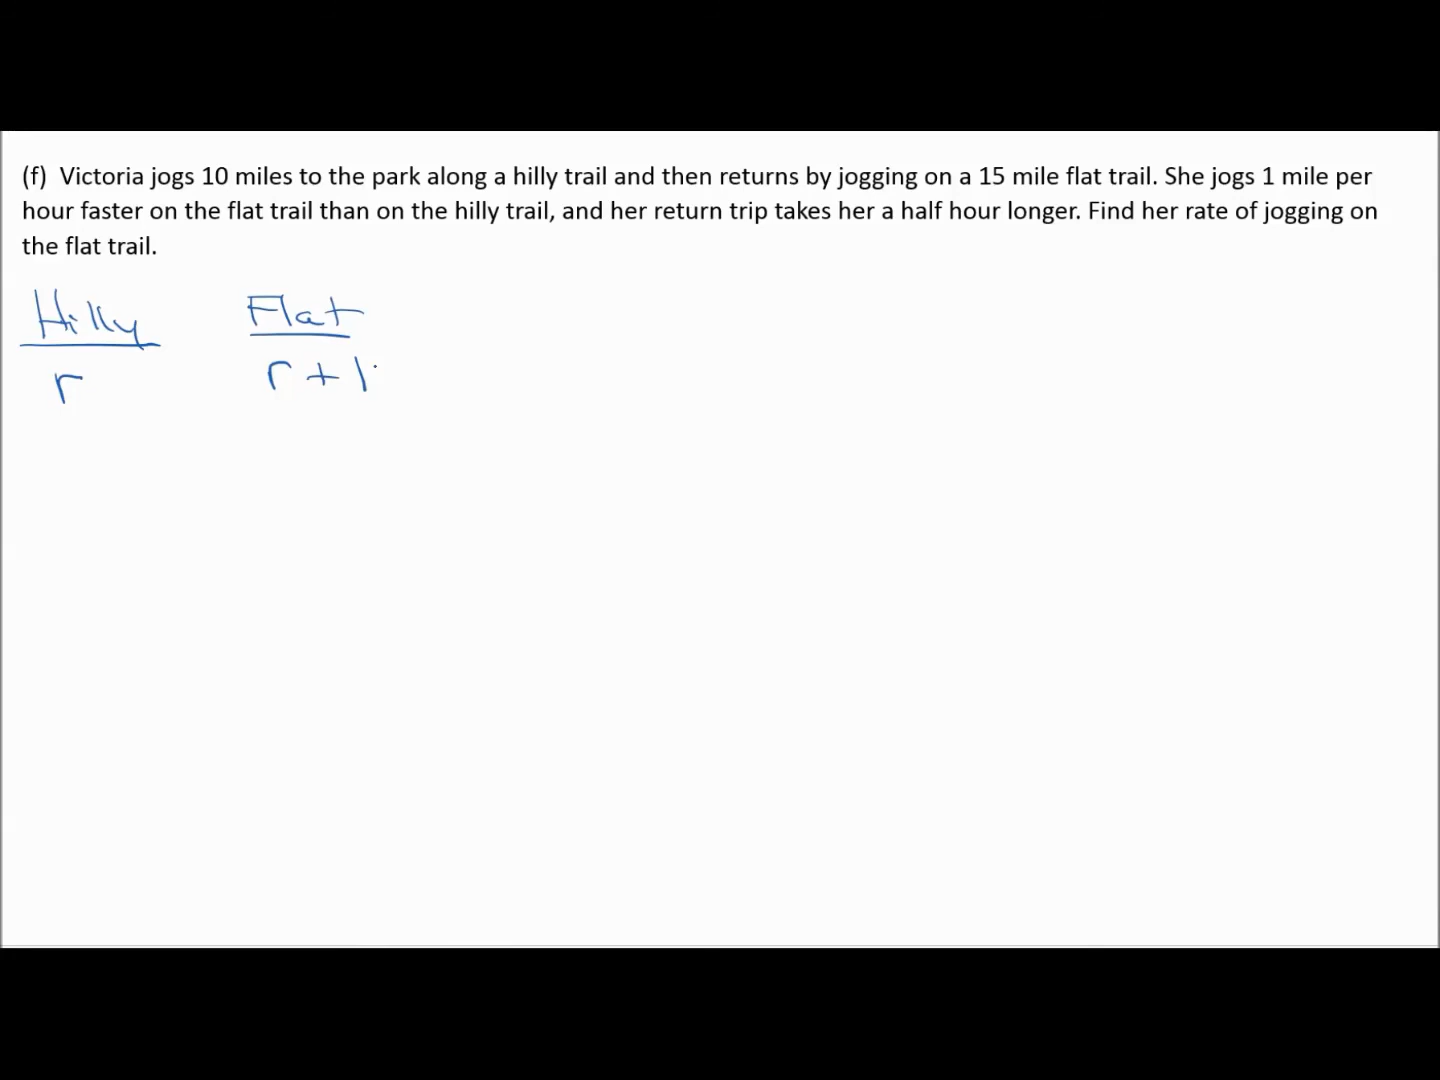 (f) Victoria jogs 10 miles to the park along a hilly trail and then returns by jogging on a 15 mile flat trail. She jogs 1 mile per
hour faster on the flat trail than on the hilly trail, and her return trip takes her a half hour longer. Find her rate of jogging on
the flat trail.
Hilly Flat
r r + 1